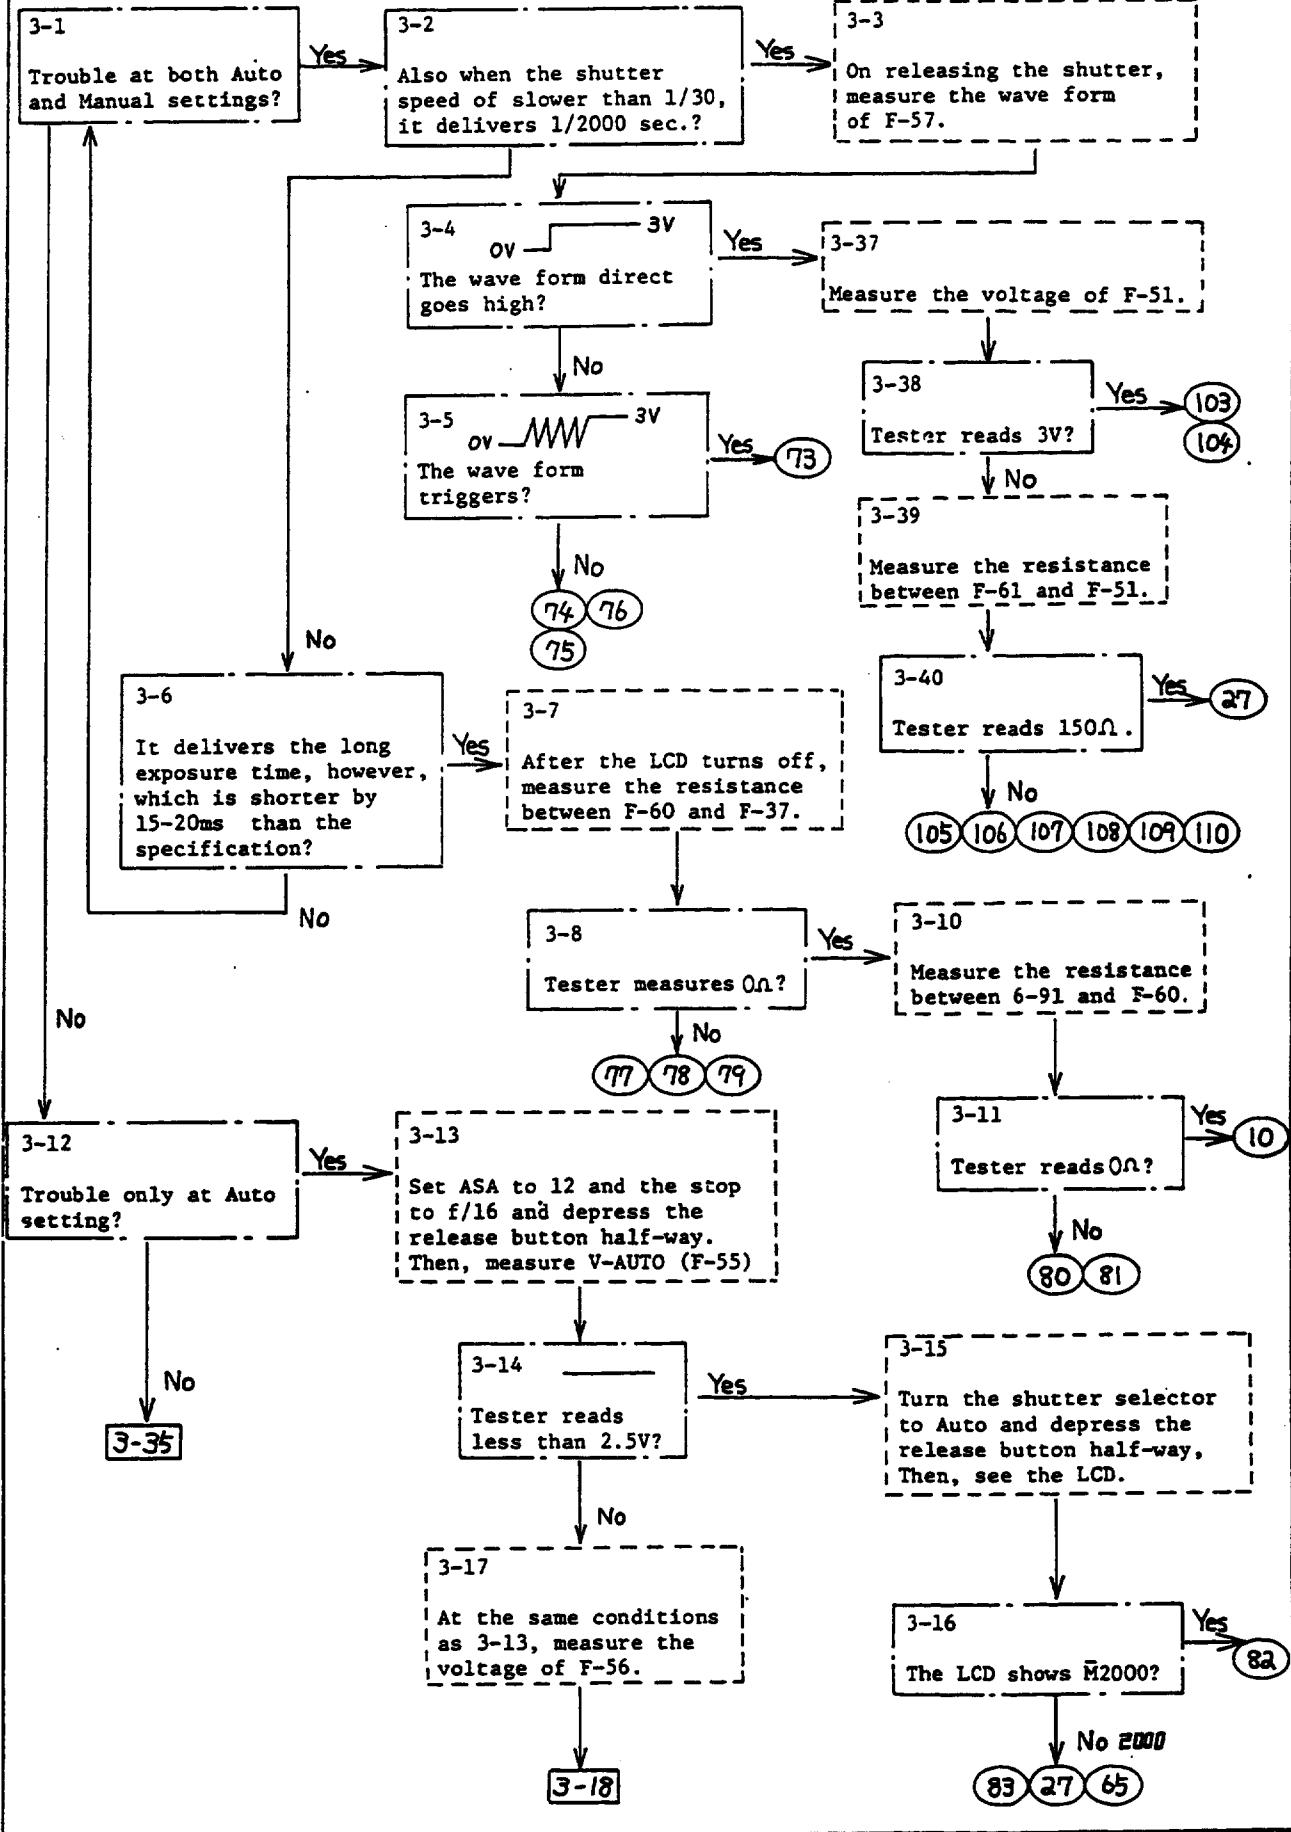 3-1
Trouble at both Auto
and Manual settings?
Yes
3-2
Also when the shutter
speed of slower than 1/30,
it delivers 1/2000 sec.?
Yes
3-3
On releasing the shutter,
measure the wave form
of F-57.
3-4
0V
3V
The wave form direct
goes high?
Yes
3-37
Measure the voltage of F-51.
No
3-38
Tester reads 3V?
Yes
103
104
3-5
0V
3V
The wave form
triggers?
Yes
73
No
3-39
Measure the resistance
between F-61 and F-51.
No
74 76
75
No
3-40
Tester reads 150Ω.
Yes
27
No
105 106 107 108 109 110
3-6
It delivers the long
exposure time, however,
which is shorter by
15-20ms than the
specification?
Yes
3-7
After the LCD turns off,
measure the resistance
between F-60 and F-37.
No
3-8
Tester measures 0Ω?
Yes
3-10
Measure the resistance
between 6-91 and F-60.
No
No
77 78 79
3-11
Tester reads 0Ω?
Yes
10
No
80 81
3-12
Trouble only at Auto
setting?
Yes
3-13
Set ASA to 12 and the stop
to f/16 and depress the
release button half-way.
Then, measure V-AUTO (F-55)
No
3-35
3-14
Tester reads
less than 2.5V?
Yes
3-15
Turn the shutter selector
to Auto and depress the
release button half-way,
Then, see the LCD.
No
3-17
At the same conditions
as 3-13, measure the
voltage of F-56.
3-18
3-16
The LCD shows M̄2000?
Yes
82
No 2000
83 27 65